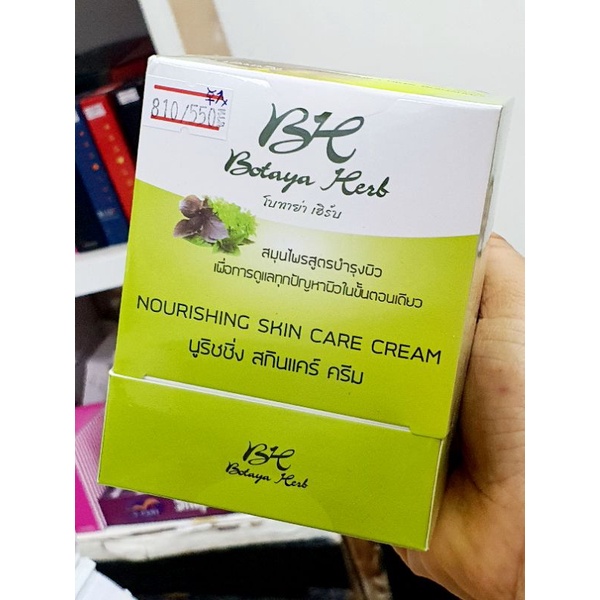 810/550
BH
Botaya Herb
โบทาย่า เฮิร์บ
สมุนไพรสูตรบำรุงผิว
เพื่อการดูแลทุกปัญหาผิวในขั้นตอนเดียว
NOURISHING SKIN CARE CREAM
นูริชชิ่ง สกินแคร์ ครีม
BH
Botaya Herb